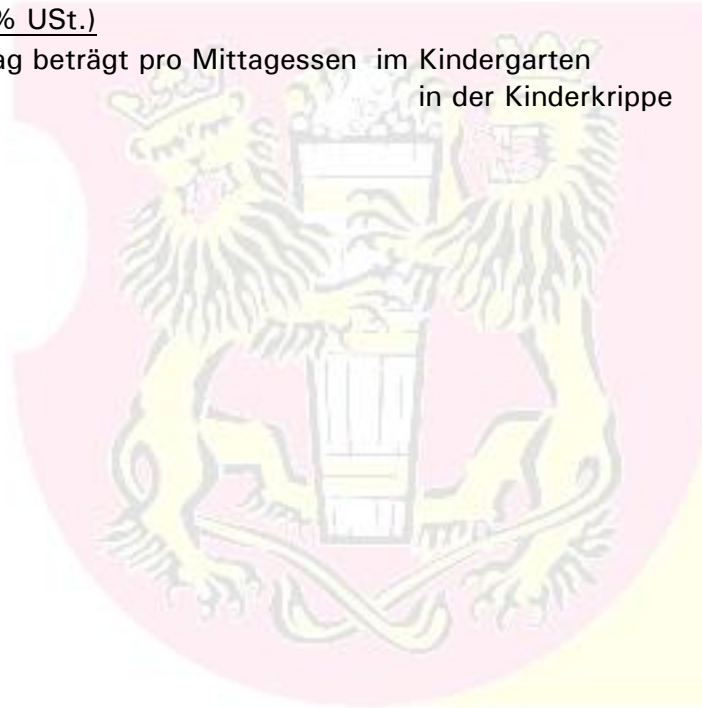 % USt.)
ag beträgt pro Mittagessen im Kindergarten
in der Kinderkrippe